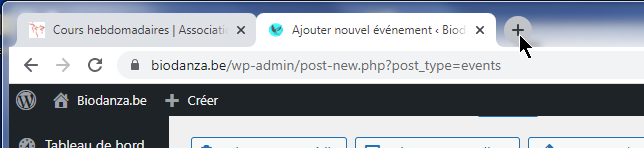 Cours hebdomadaires | Associati
Ajouter nouvel événement ‹ Biod
biodanza.be/wp-admin/post-new.php?post_type=events
Biodanza.be
Créer
Tableau de bord